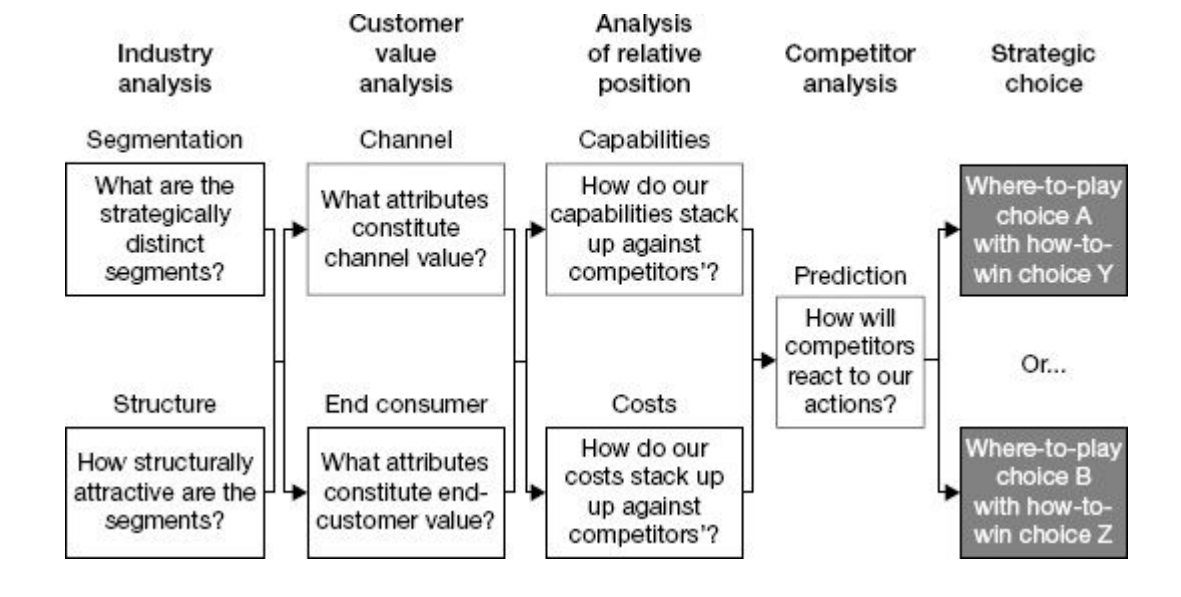 Industry
analysis
Customer
value
analysis
Analysis
of relative
position
Competitor
analysis
Strategic
choice
Segmentation
What are the
strategically
distinct
segments?
Structure
How structurally
attractive are the
segments?
Channel
What attributes
constitute
channel value?
End consumer
What attributes
constitute end-
customer value?
Capabilities
How do our
capabilities stack
up against
competitors'?
Costs
How do our
costs stack up
up against
competitors'?
Prediction
How will
competitors
react to our
actions?
Where-to-play
choice A
with how-to-
win choice Y
Or...
Where-to-play
choice B
with how-to-
win choice Z